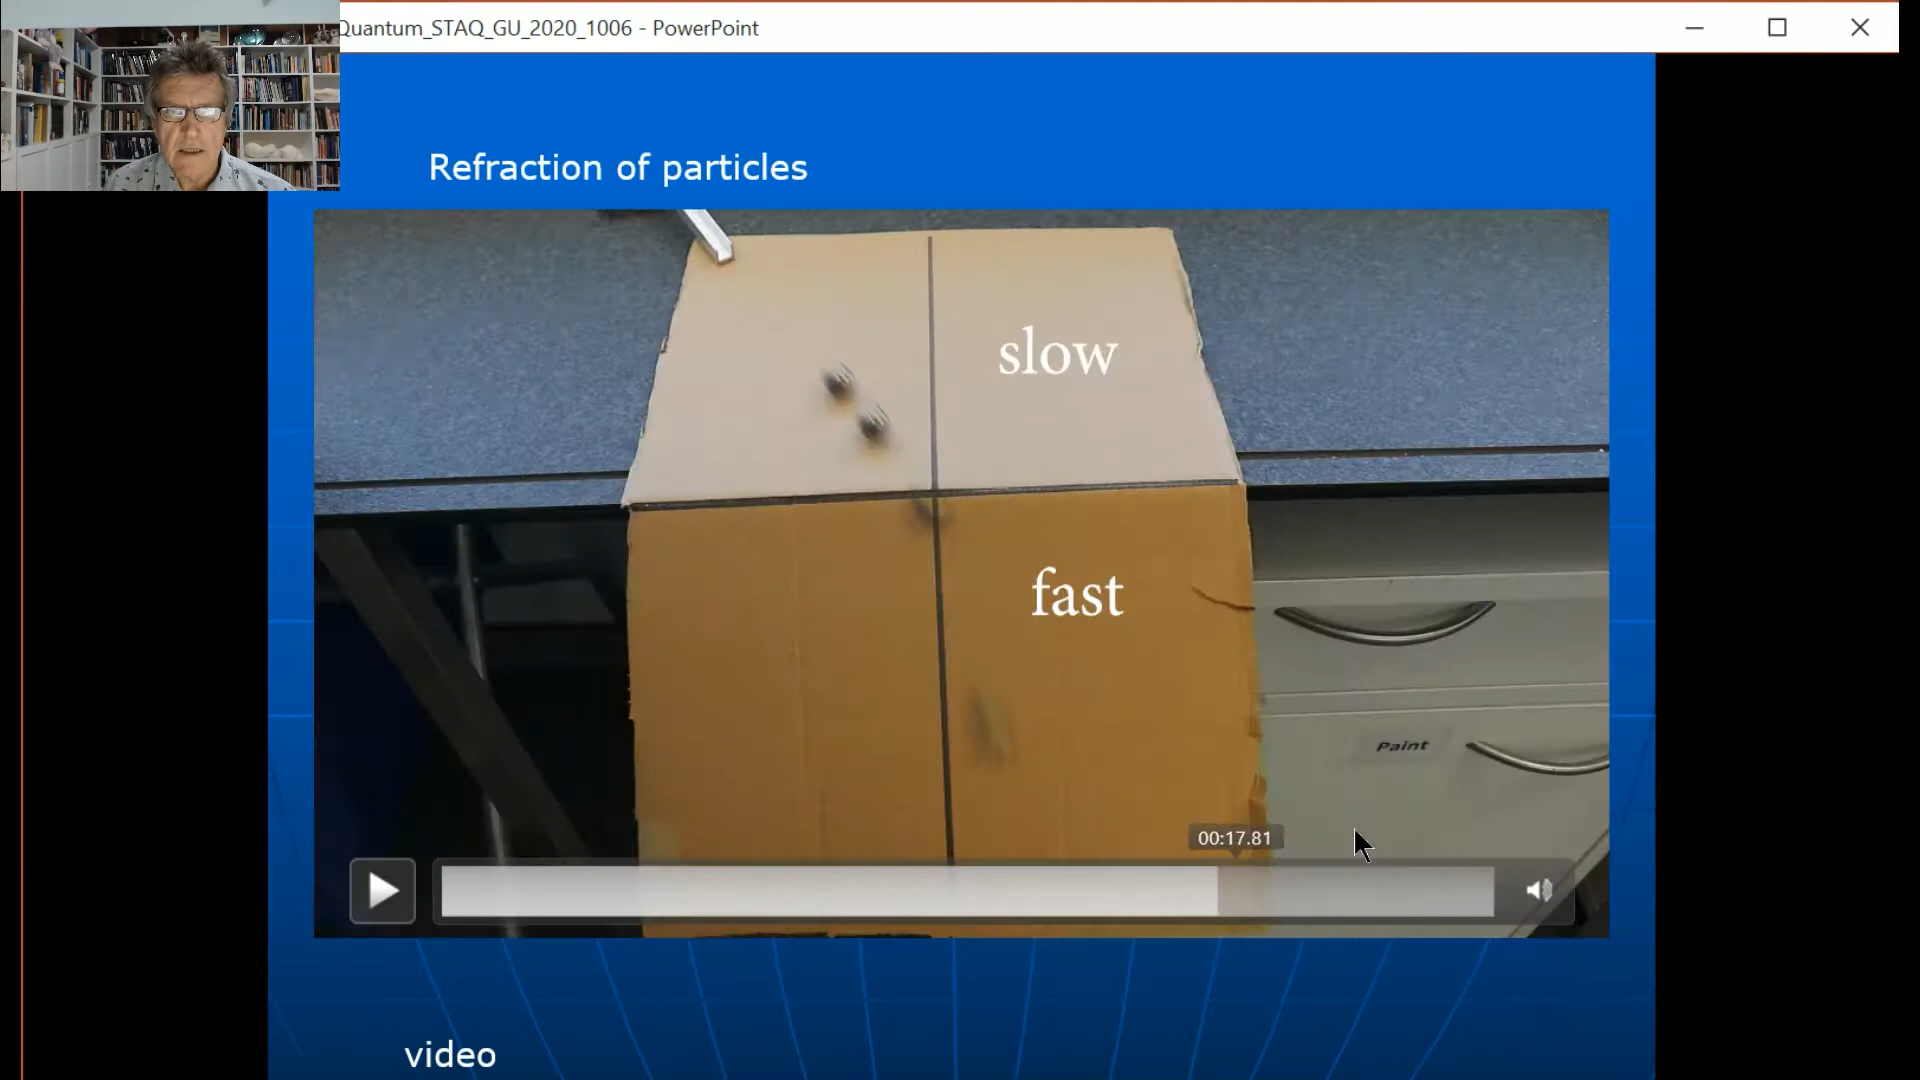 Quantum_STAQ_GU_2020_1006 - PowerPoint
Refraction of particles
slow
fast
Paint
00:17.81
video